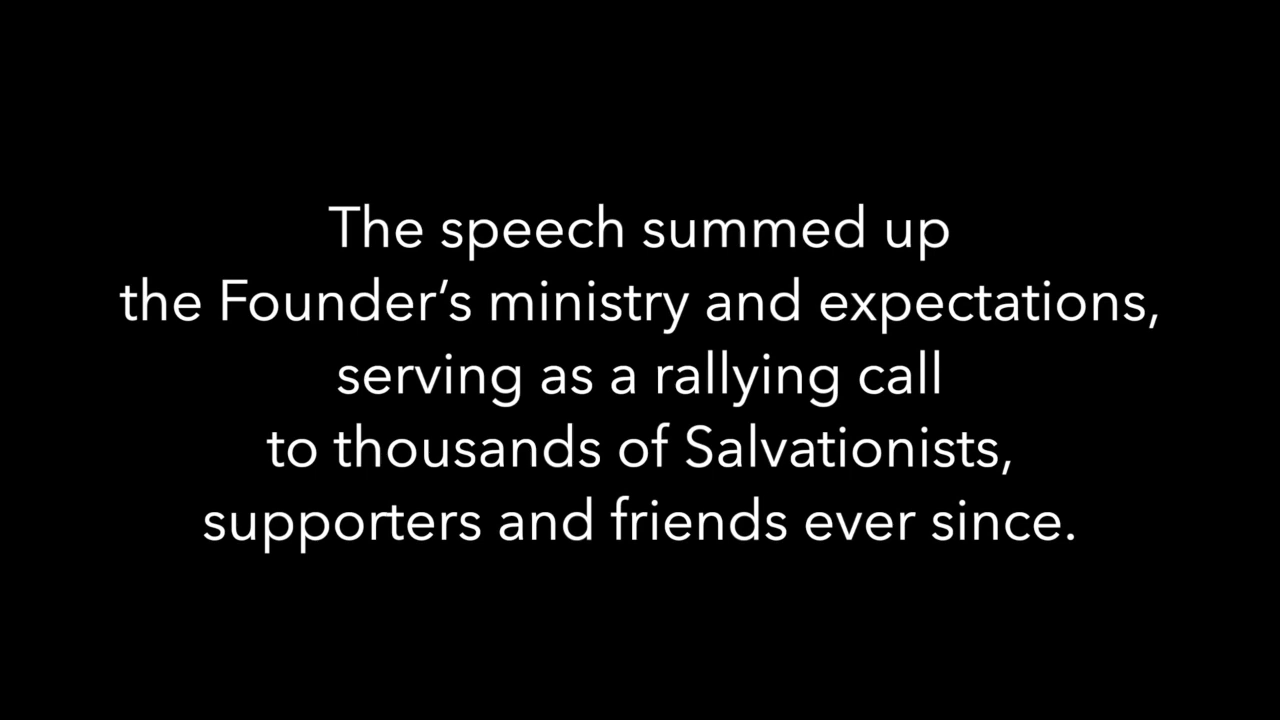 The speech summed up
the Founder’s ministry and expectations,
serving as a rallying call
to thousands of Salvationists,
supporters and friends ever since.